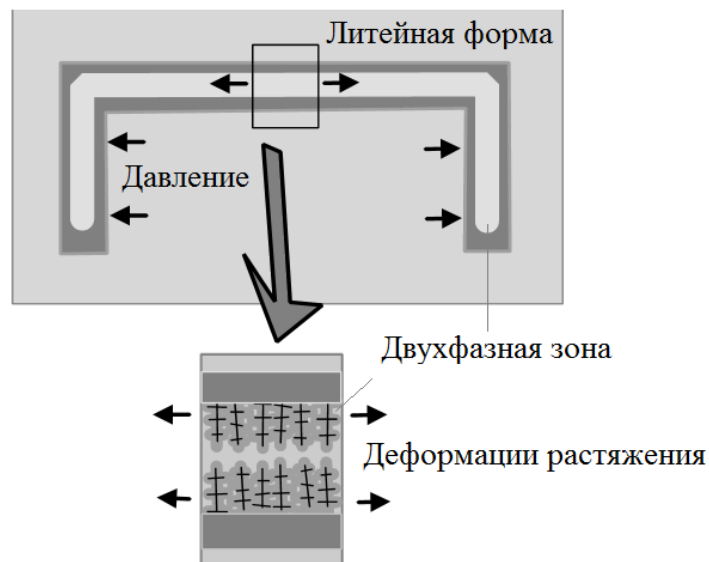 Литейная форма
Давление
Двухфазная зона
Деформации растяжения